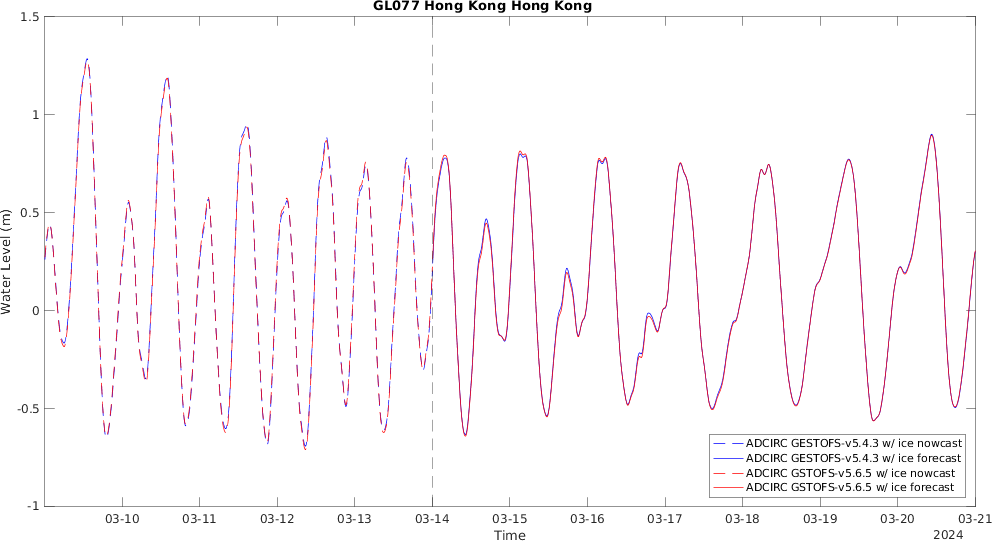 GL077 Hong Kong Hong Kong
1.5
1
0.5
0
-0.5
-1
Water Level (m)
ADCIRC GESTOFS-v5.4.3 w/ ice nowcast
ADCIRC GESTOFS-v5.4.3 w/ ice forecast
ADCIRC GSTOFS-v5.6.5 w/ ice nowcast
ADCIRC GSTOFS-v5.6.5 w/ ice forecast
03-10 03-11 03-12 03-13 03-14 03-15 03-16 03-17 03-18 03-19 03-20 03-21
Time
2024